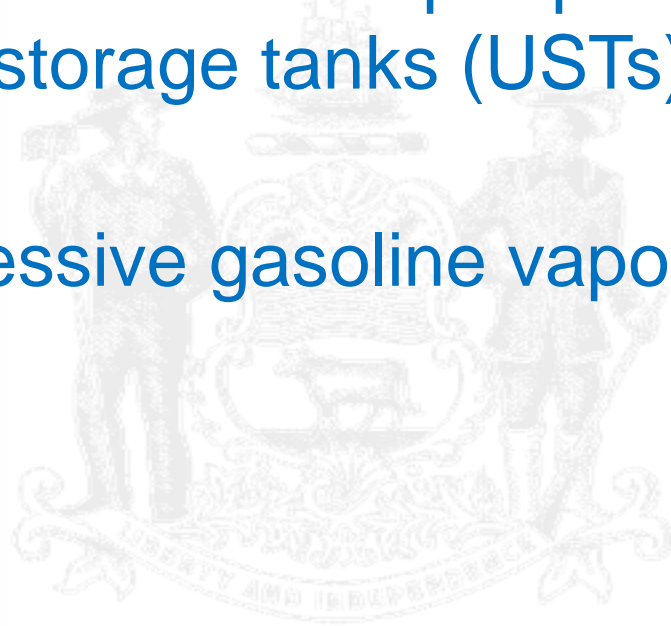 storage tanks (USTs)
essive gasoline vapo
LIBERTY AND INDEPENDENCE